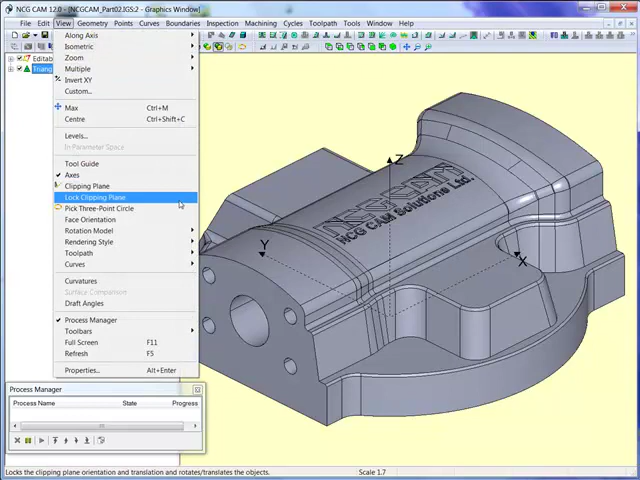 NCG CAM 12.0 - [NCGCAM_Part02.IGS:2 - Graphics Window]
File Edit View Geometry Points Curves Boundaries Inspection Machining Cycles Toolpath Tools Window
Editab
Triang
Along Axis
Isometric
Zoom
Multiple
Invert XY
Custom...
Max Ctrl+M
Centre Ctrl+Shift+C
Levels...
In Parameter Space
Tool Guide
Axes
Clipping Plane
Lock Clipping Plane
Pick Three-Point Circle
Face Orientation
Rotation Model
Rendering Style
Toolpath
Curves
Curvatures
Surface Comparison
Draft Angles
Process Manager
Toolbars
Full Screen F11
Refresh F5
Properties... Alt+Enter
Z
Y
X
NCG CAM
NCG CAM Solutions Ltd.
Process Manager
Process Name State Progress
Locks the clipping plane orientation and translation and rotates/translates the objects.
Scale 1.7